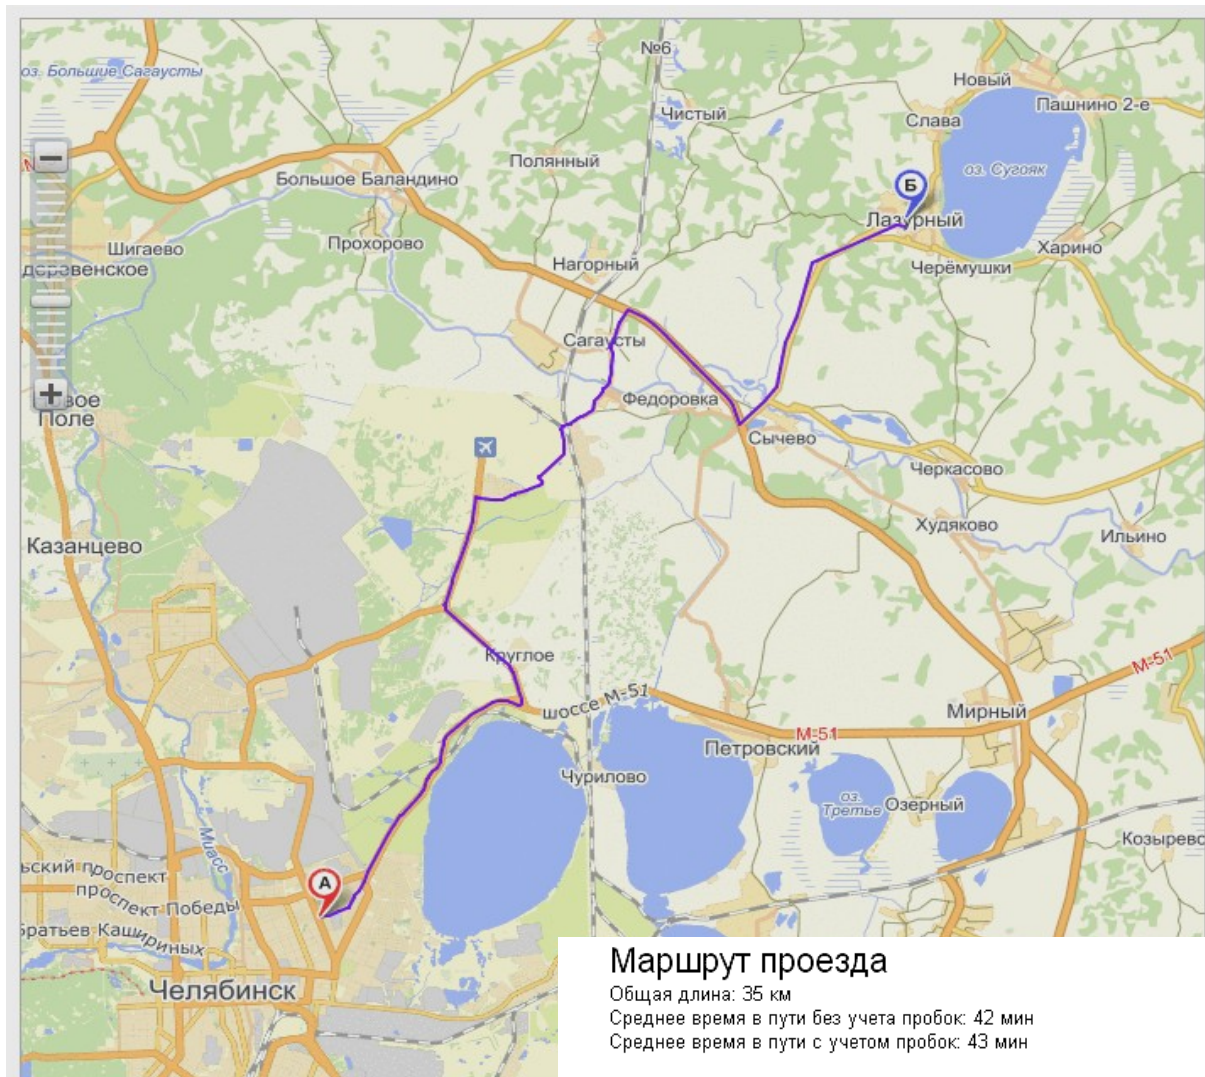 №6
Новый
оз. Большие Сагаусты
Пашнино 2-е
Чистый
Слава
Полянный
оз. Сугояк
Большое Баландино
Б
Лазурный
Прохорово
Шигаево
Харино
деревенское
Нагорный
Черёмушки
Сагаусты
Федоровка
овое
Поле
Сычево
Черкасово
Худяково
Ильино
Казанцево
Круглое
М-51
шоссе М-51
Мирный
М-51
Петровский
Чурилово
оз.
Третье
Озерный
Козырево
Миасс
ьский проспект
А
проспект Победы
Братьев Кашириных
Челябинск
Маршрут проезда
Общая длина: 35 км
Среднее время в пути без учета пробок: 42 мин
Среднее время в пути с учетом пробок: 43 мин